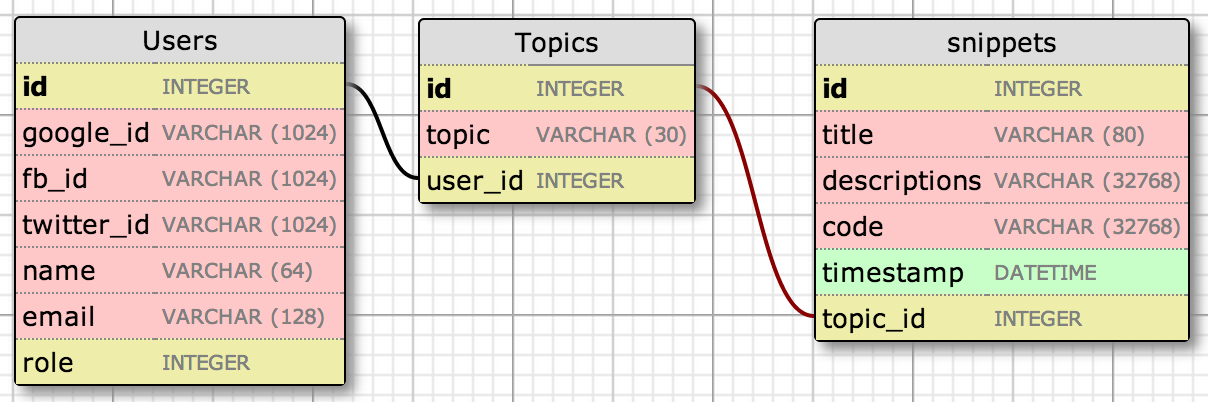 Users
id INTEGER
google_id VARCHAR (1024)
fb_id VARCHAR (1024)
twitter_id VARCHAR (1024)
name VARCHAR (64)
email VARCHAR (128)
role INTEGER
Topics
id INTEGER
topic VARCHAR (30)
user_id INTEGER
snippets
id INTEGER
title VARCHAR (80)
descriptions VARCHAR (32768)
code VARCHAR (32768)
timestamp DATETIME
topic_id INTEGER